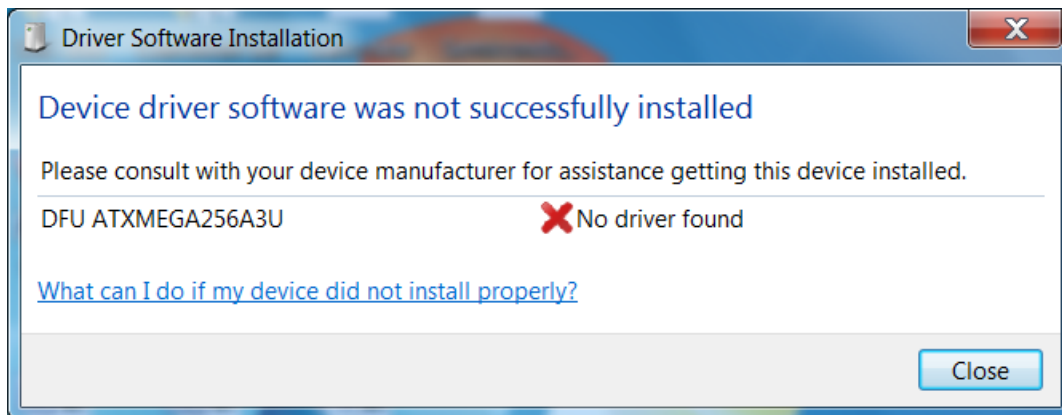 Driver Software Installation
Device driver software was not successfully installed
Please consult with your device manufacturer for assistance getting this device installed.
DFU ATXMEGA256A3U No driver found
What can I do if my device did not install properly?
Close